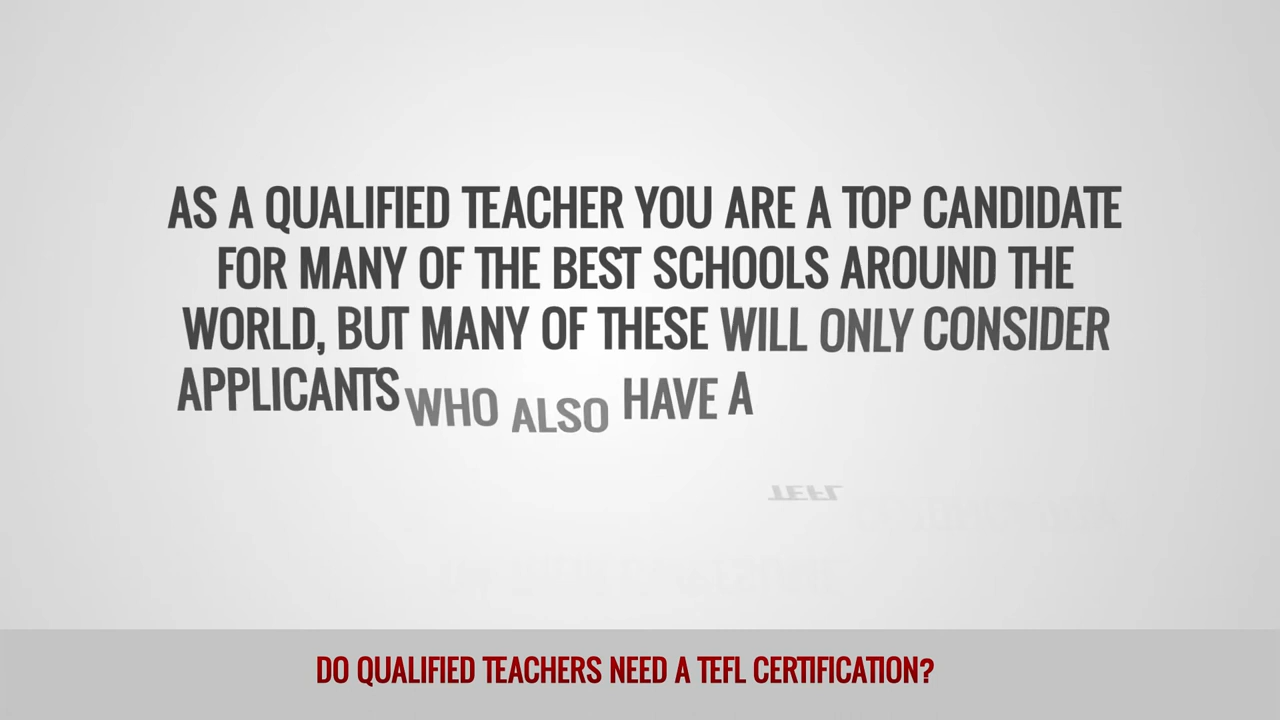 AS A QUALIFIED TEACHER YOU ARE A TOP CANDIDATE
FOR MANY OF THE BEST SCHOOLS AROUND THE
WORLD, BUT MANY OF THESE WILL ONLY CONSIDER
APPLICANTS WHO ALSO HAVE A
TEFL
DO QUALIFIED TEACHERS NEED A TEFL CERTIFICATION?